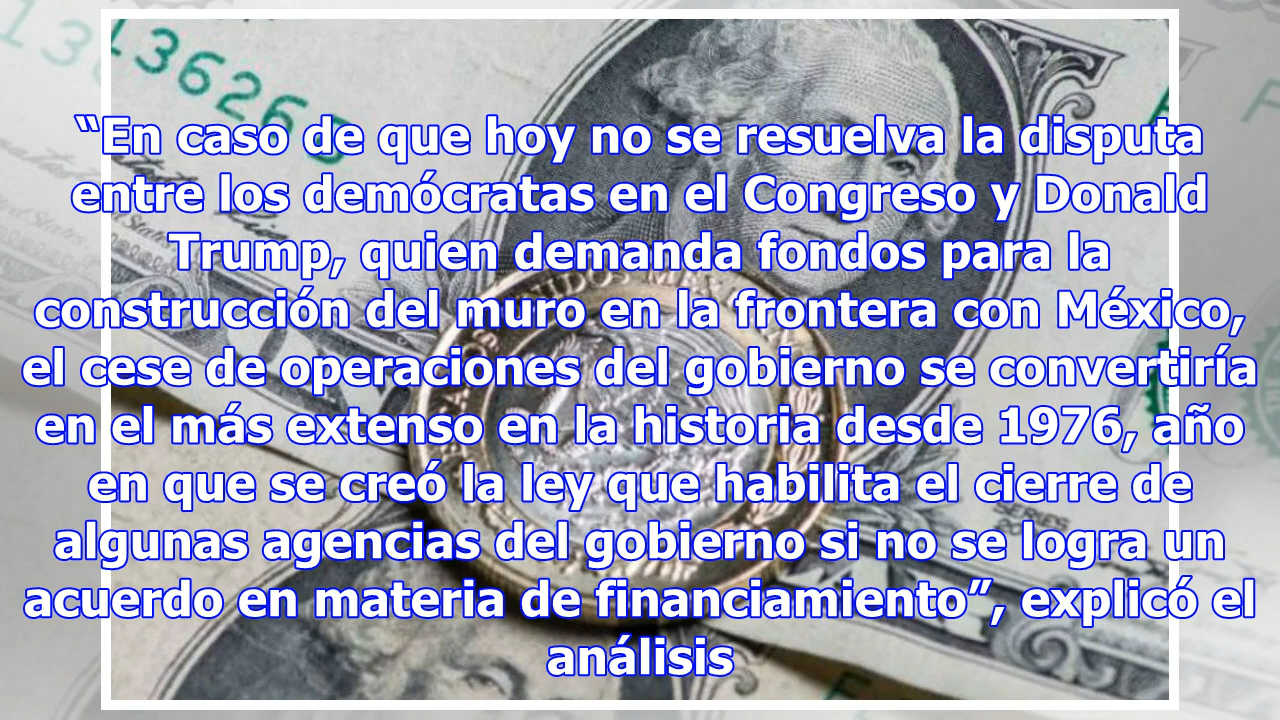 136265
“En caso de que hoy no se resuelva la disputa
entre los demócratas en el Congreso y Donald
Trump, quien demanda fondos para la
construcción del muro en la frontera con México,
el cese de operaciones del gobierno se convertiría
en el más extenso en la historia desde 1976, año
en que se creó la ley que habilita el cierre de
algunas agencias del gobierno si no se logra un
acuerdo en materia de financiamiento”, explicó el
análisis
SERIES